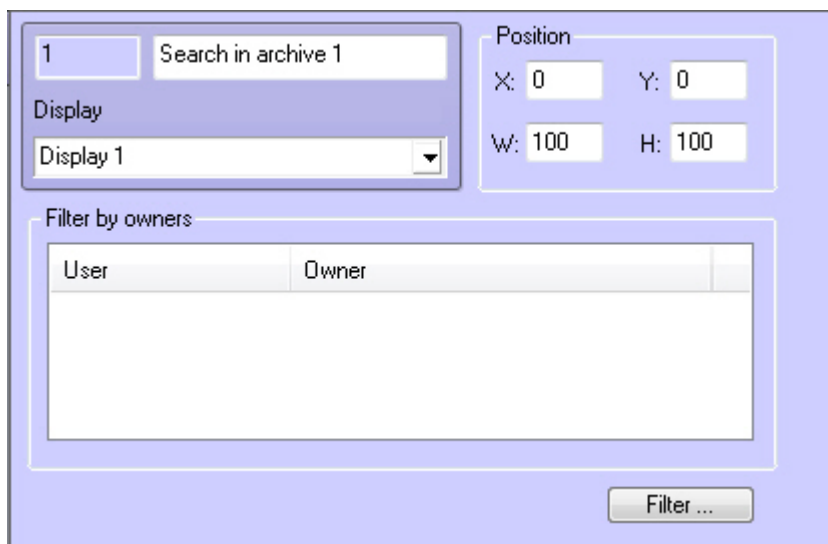 1 Search in archive 1
Display
Display 1
Position
X: 0 Y: 0
W: 100 H: 100
Filter by owners
User Owner
Filter ...